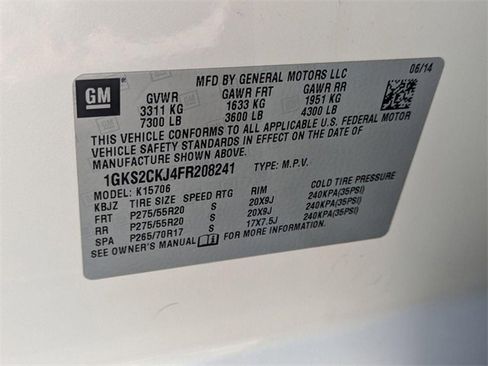 GM
MFD BY GENERAL MOTORS LLC 06/14
GVWR GAWR FRT GAWR RR
3311 KG 1633 KG 1951 KG
7300 LB 3600 LB 4300 LB
THIS VEHICLE CONFORMS TO ALL APPLICABLE U.S. FEDERAL MOTOR
VEHICLE SAFETY STANDARDS IN EFFECT ON THE DATE OF
MANUFACTURE SHOWN ABOVE.
1GKS2CKJ4FR208241 TYPE: M.P.V.
MODEL: K15706
KBJZ TIRE SIZE SPEED RTG RIM COLD TIRE PRESSURE
FRT P275/55R20 S 20X9J 240KPA(35PSI)
RR P275/55R20 S 20X9J 240KPA(35PSI)
SPA P265/70R17 S 17X7.5J 240KPA(35PSI)
SEE OWNER'S MANUAL FOR MORE INFORMATION.